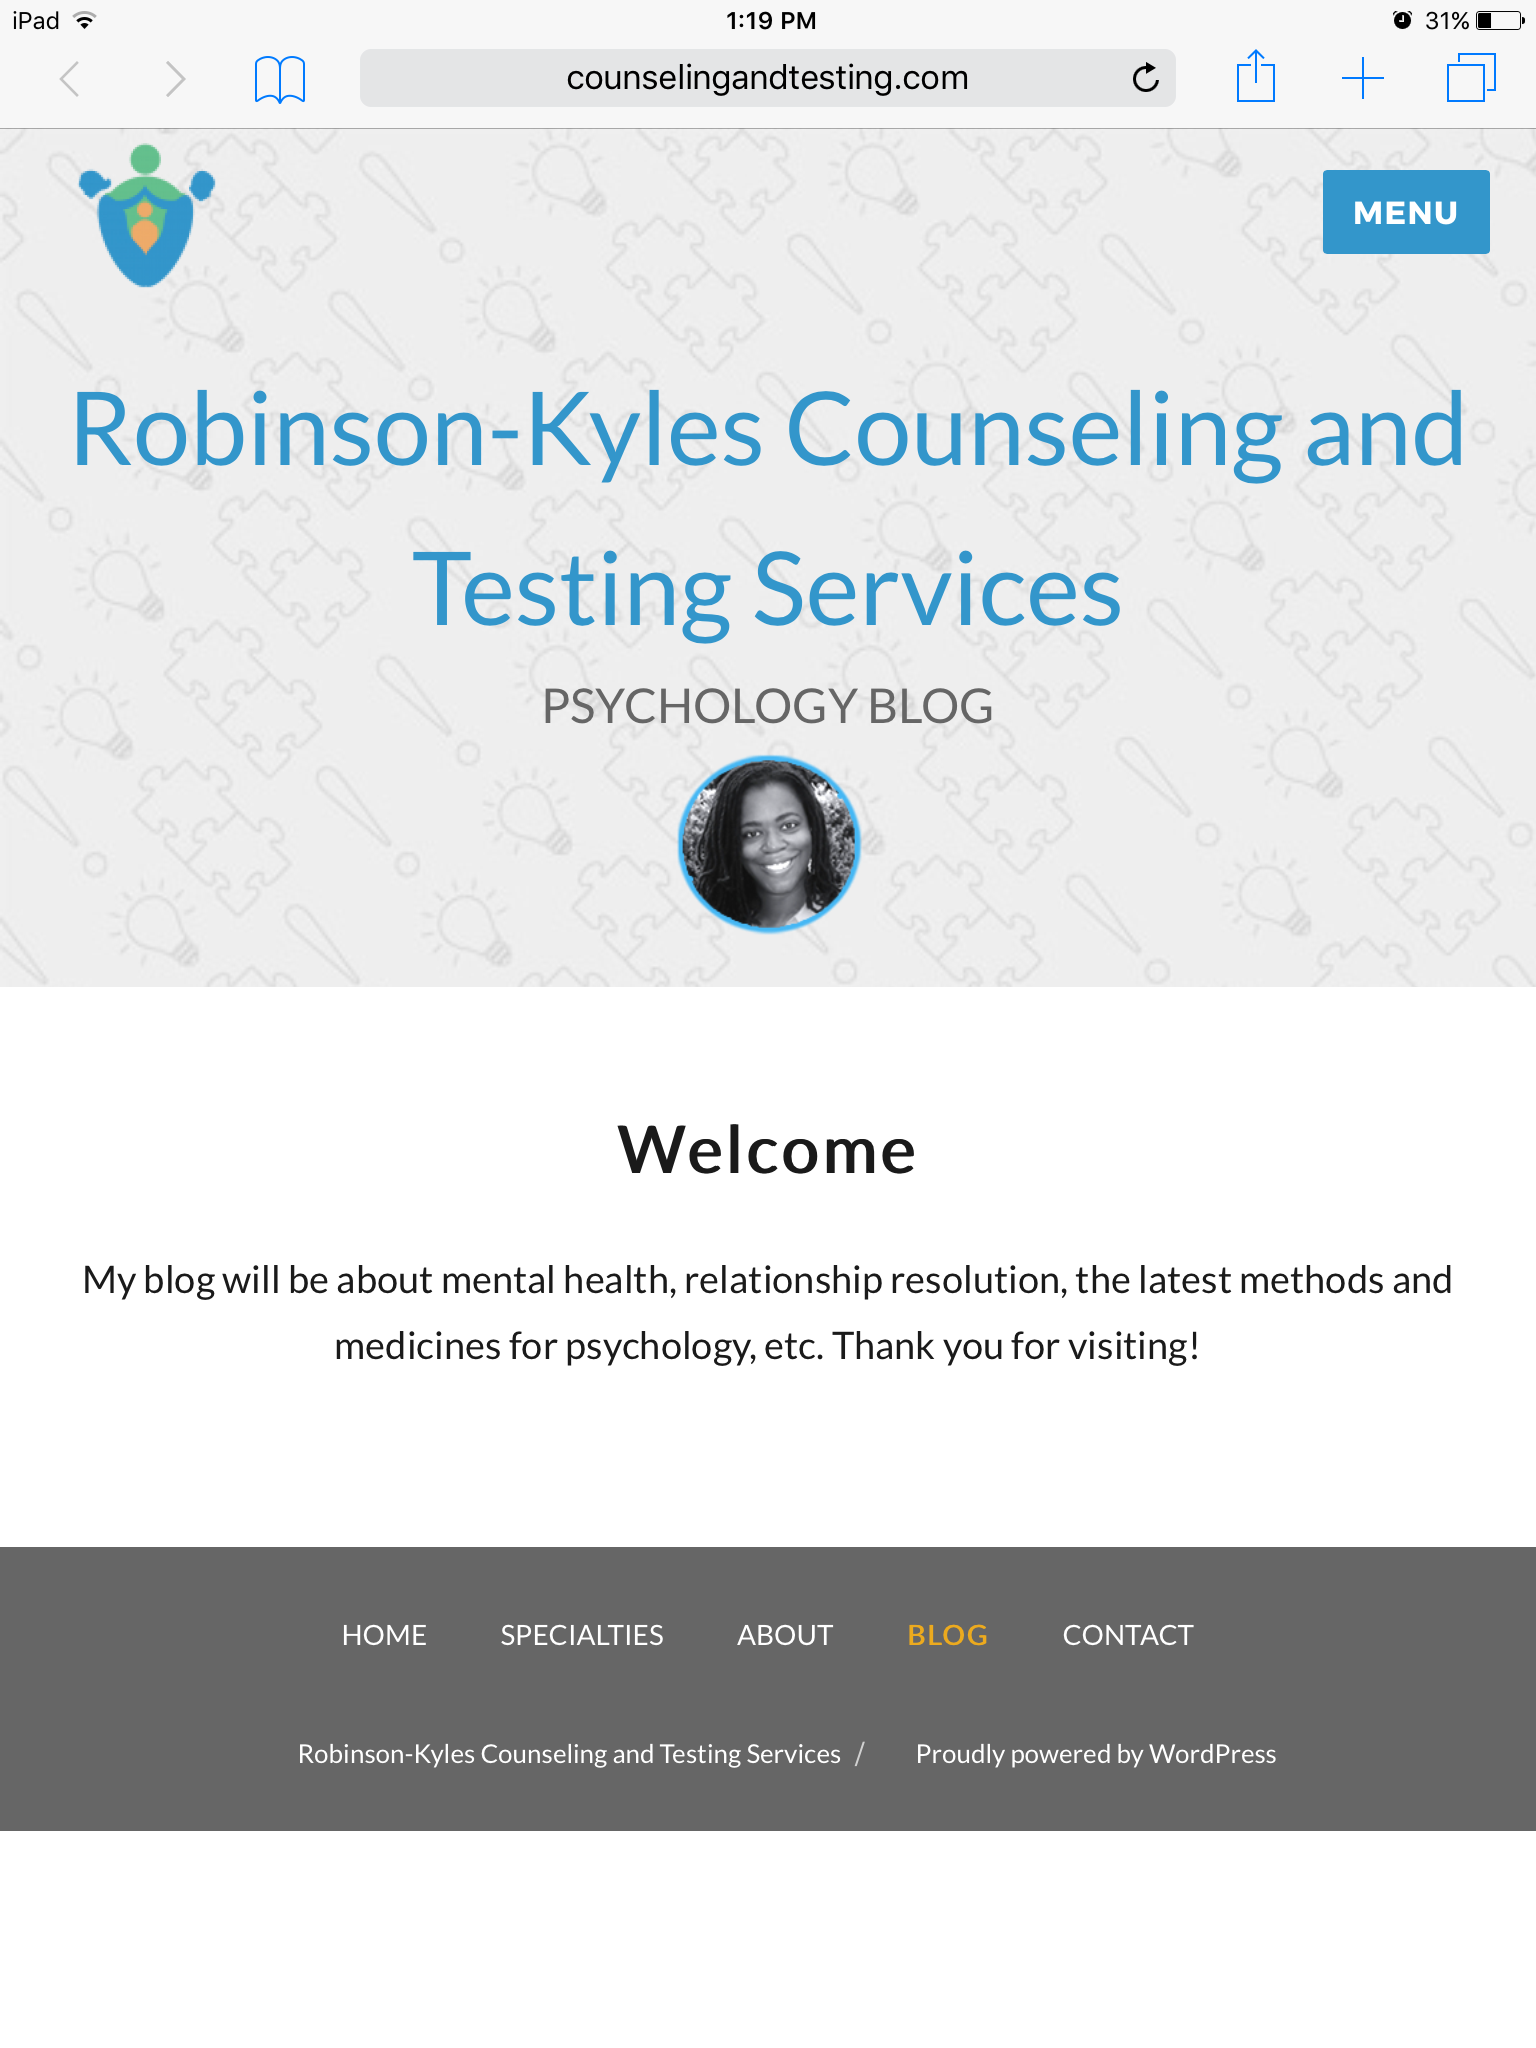 iPad 1:19 PM 31%
counselingandtesting.com
MENU
Robinson-Kyles Counseling and
Testing Services
PSYCHOLOGY BLOG
Welcome
My blog will be about mental health, relationship resolution, the latest methods and
medicines for psychology, etc. Thank you for visiting!
HOME SPECIALTIES ABOUT BLOG CONTACT
Robinson-Kyles Counseling and Testing Services / Proudly powered by WordPress